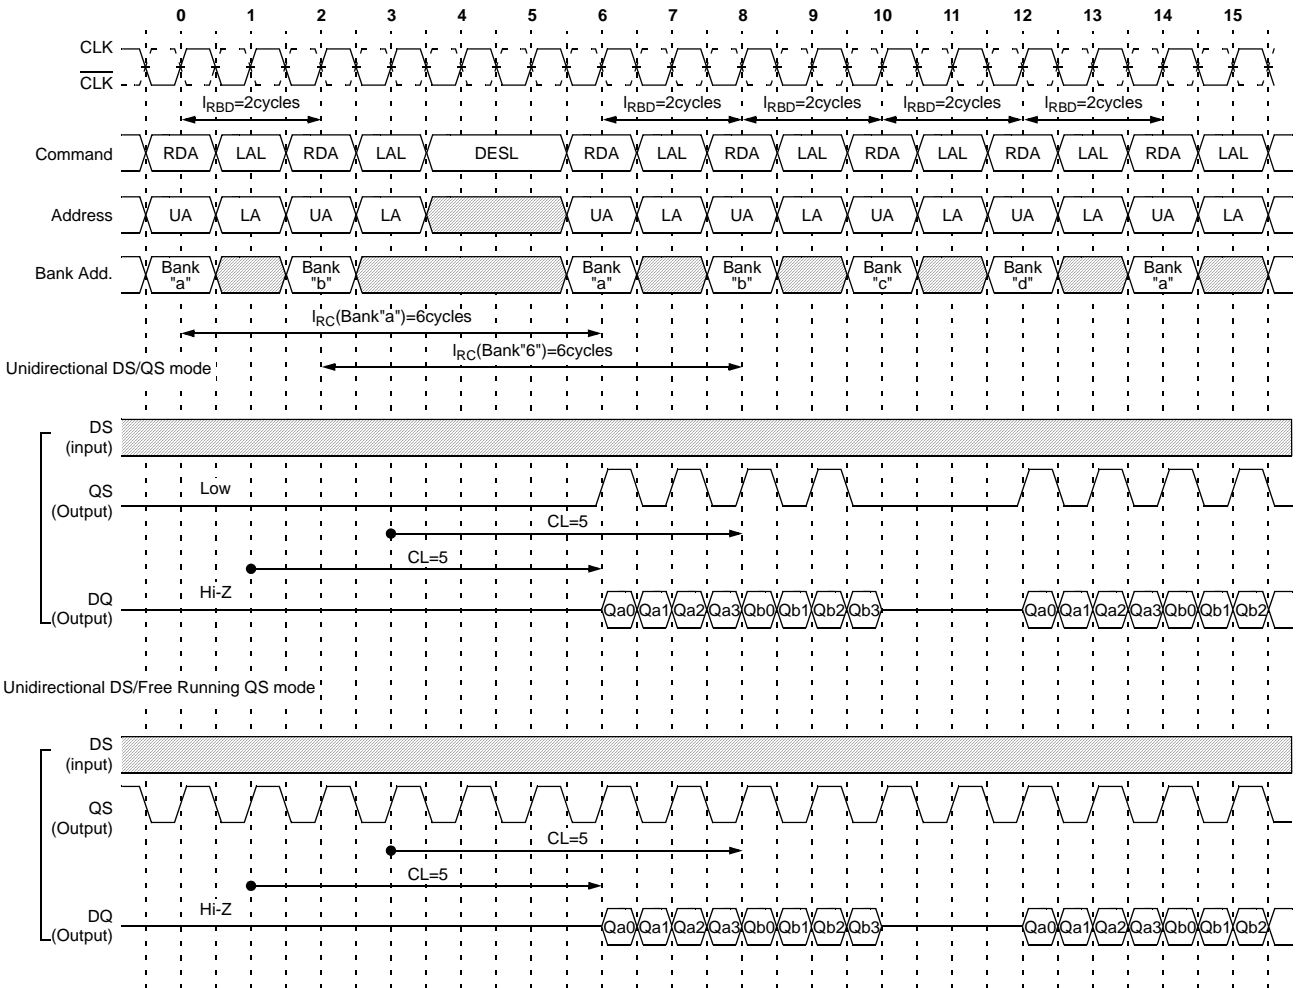 0 1 2 3 4 5 6 7 8 9 10 11 12 13 14 15
CLK
CLK
IRBD=2cycles IRBD=2cycles IRBD=2cycles IRBD=2cycles IRBD=2cycles
Command RDA LAL RDA LAL DESL RDA LAL RDA LAL RDA LAL RDA LAL RDA LAL
Address UA LA UA LA UA LA UA LA UA LA UA LA UA LA
Bank Add. Bank "a" Bank "b" Bank "a" Bank "b" Bank "c" Bank "d" Bank "a"
IRC(Bank"a")=6cycles
IRC(Bank"6")=6cycles
Unidirectional DS/QS mode
DS
(input)
QS
(Output)
Low
CL=5
CL=5
Hi-Z
DQ
(Output)
Qa0 Qa1 Qa2 Qa3 Qb0 Qb1 Qb2 Qb3 Qa0 Qa1 Qa2 Qa3 Qb0 Qb1 Qb2
Unidirectional DS/Free Running QS mode
DS
(input)
QS
(Output)
CL=5
CL=5
Hi-Z
DQ
(Output)
Qa0 Qa1 Qa2 Qa3 Qb0 Qb1 Qb2 Qb3 Qa0 Qa1 Qa2 Qa3 Qb0 Qb1 Qb2